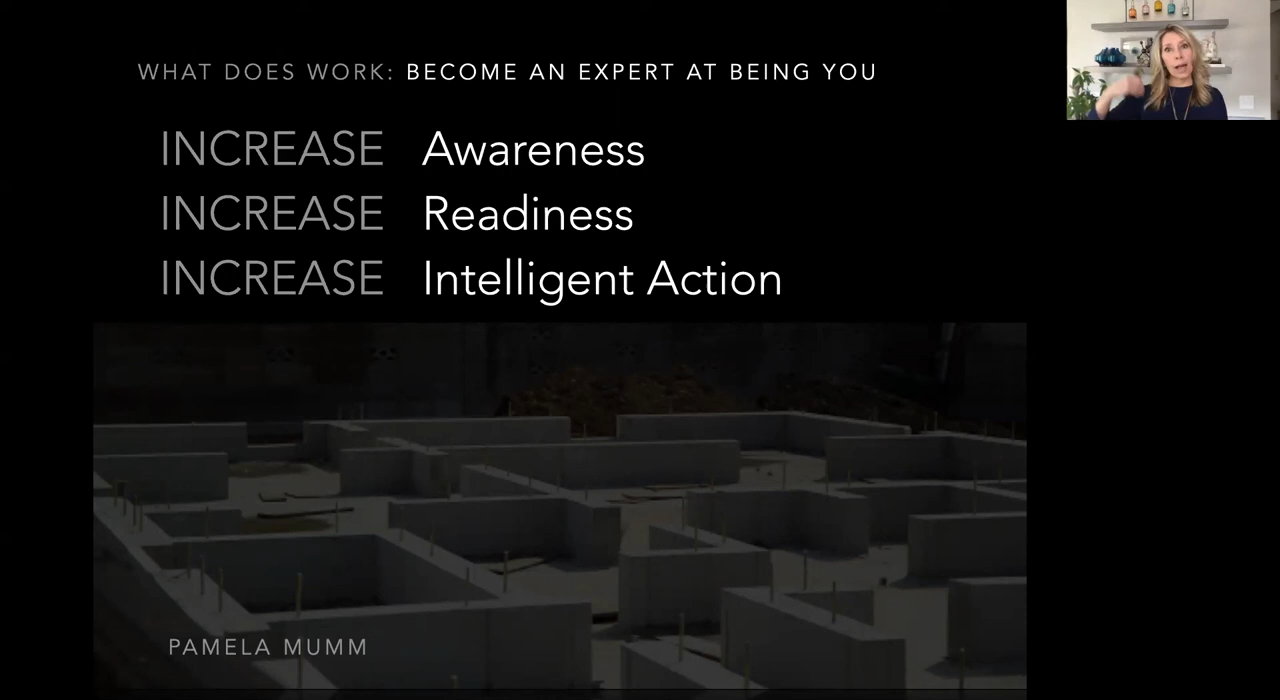 WHAT DOES WORK: BECOME AN EXPERT AT BEING YOU
INCREASE Awareness
INCREASE Readiness
INCREASE Intelligent Action
PAMELA MUMM